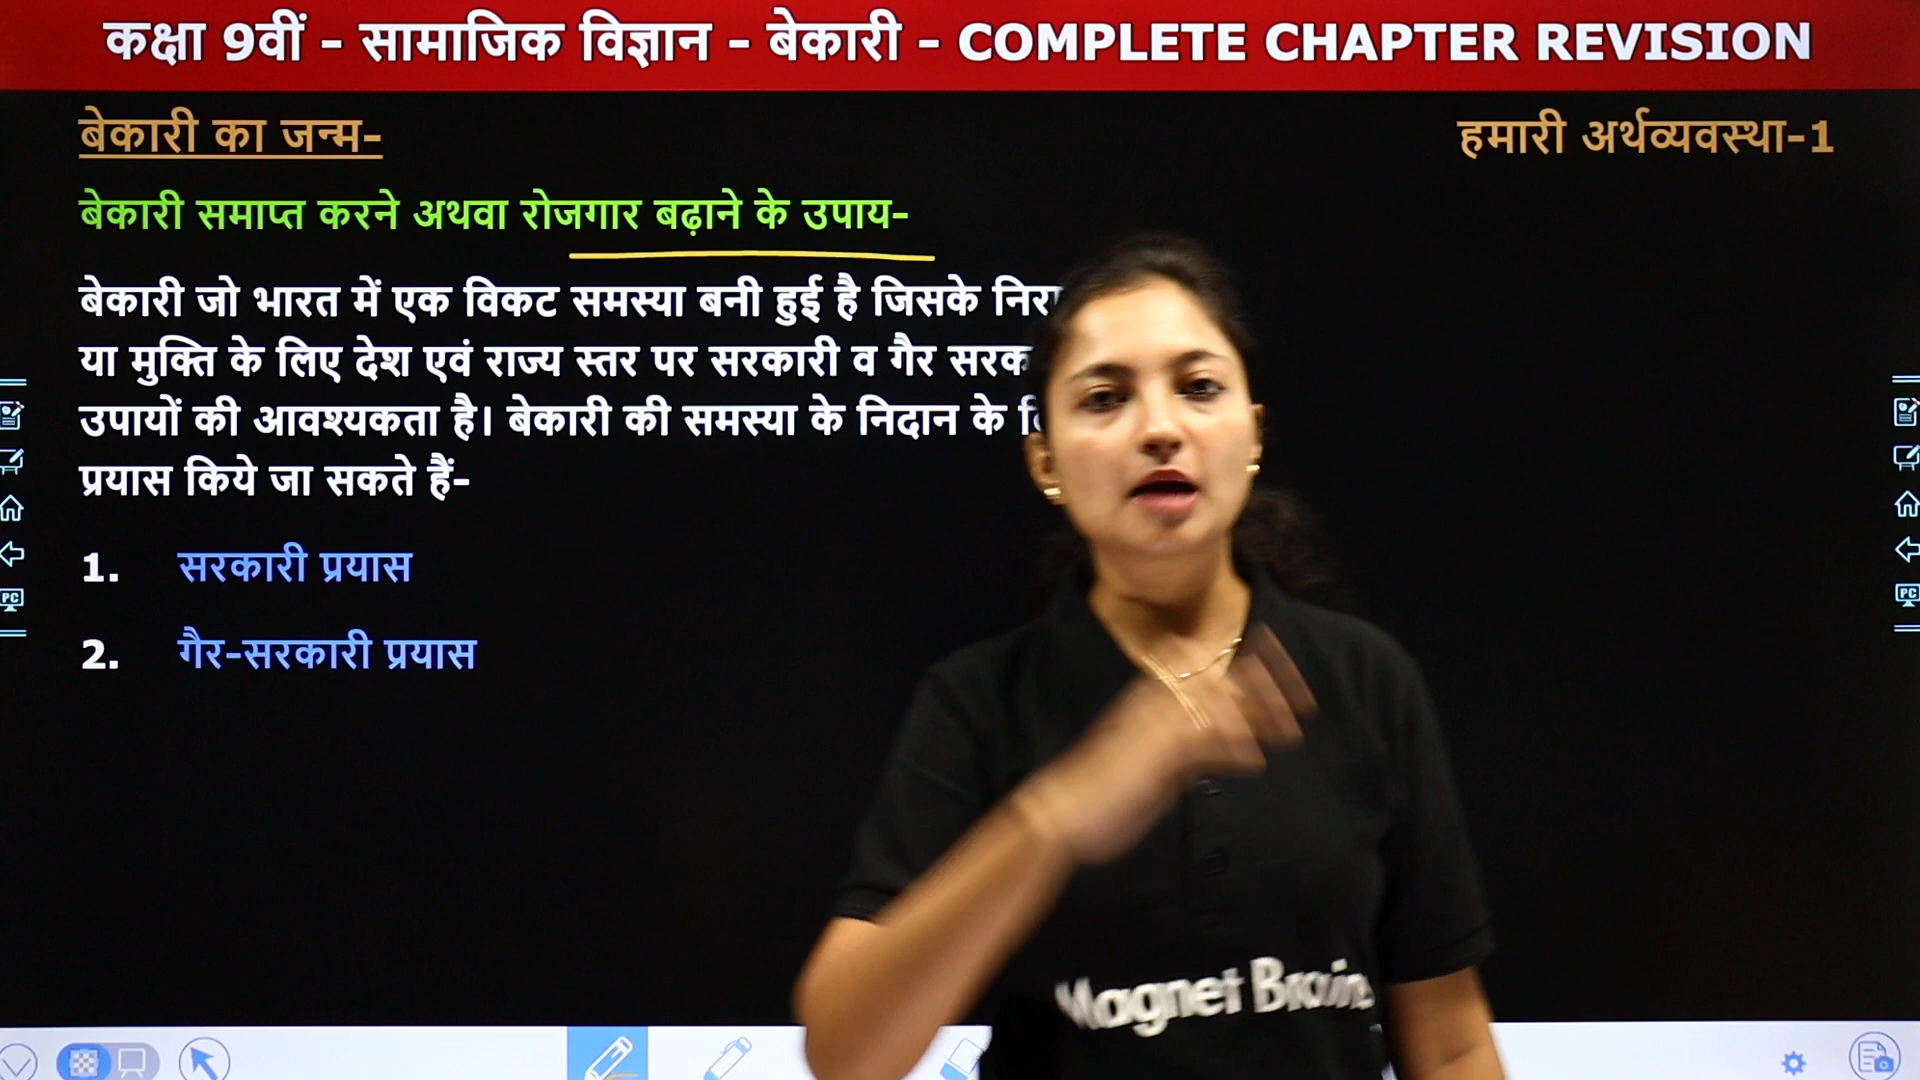 कक्षा 9वीं - सामाजिक विज्ञान - बेकारी - COMPLETE CHAPTER REVISION
बेकारी का जन्म-
हमारी अर्थव्यवस्था-1
बेकारी समाप्त करने अथवा रोजगार बढ़ाने के उपाय-
बेकारी जो भारत में एक विकट समस्या बनी हुई है जिसके
या मुक्ति के लिए देश एवं राज्य स्तर पर सरकारी व गैर
उपायों की आवश्यकता है। बेकारी की समस्या के निदान के
प्रयास किये जा सकते हैं-
1. सरकारी प्रयास
2. गैर-सरकारी प्रयास
Magnet Brains
PC
PC